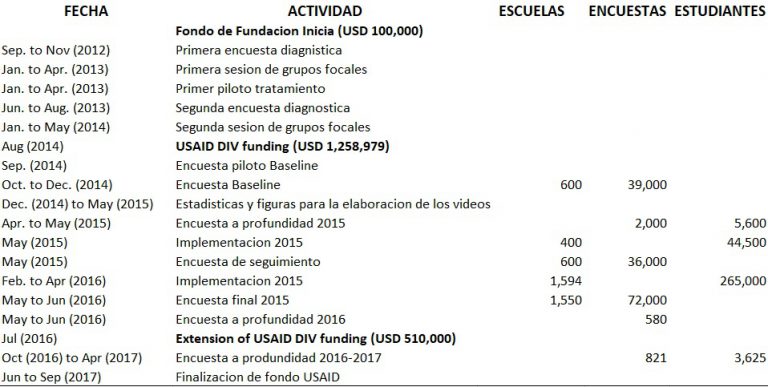 FECHA ACTIVIDAD ESCUELAS ENCUESTAS ESTUDIANTES
Fondo de Fundacion Inicia (USD 100,000)
Sep. to Nov (2012) Primera encuesta diagnistica
Jan. to Apr. (2013) Primera sesion de grupos focales
Jan. to Apr. (2013) Primer piloto tratamiento
Jun. to Aug. (2013) Segunda encuesta diagnostica
Jan. to May (2014) Segunda sesion de grupos focales
Aug (2014) USAID DIV funding (USD 1,258,979)
Sep. (2014) Encuesta piloto Baseline
Oct. to Dec. (2014) Encuesta Baseline 600 39,000
Dec. (2014) to May (2015) Estadisticas y figuras para la elaboracion de los videos
Apr. to May (2015) Encuesta a profundidad 2015 2,000 5,600
May (2015) Implementacion 2015 400 44,500
May (2015) Encuesta de seguimiento 600 36,000
Feb. to Apr (2016) Implementacion 2015 1,594 265,000
May to Jun (2016) Encuesta final 2015 1,550 72,000
May to Jun (2016) Encuesta a profundidad 2016 580
Jul (2016) Extension of USAID DIV funding (USD 510,000)
Oct (2016) to Apr (2017) Encuesta a produndidad 2016-2017 821 3,625
Jun to Sep (2017) Finalizacion de fondo USAID